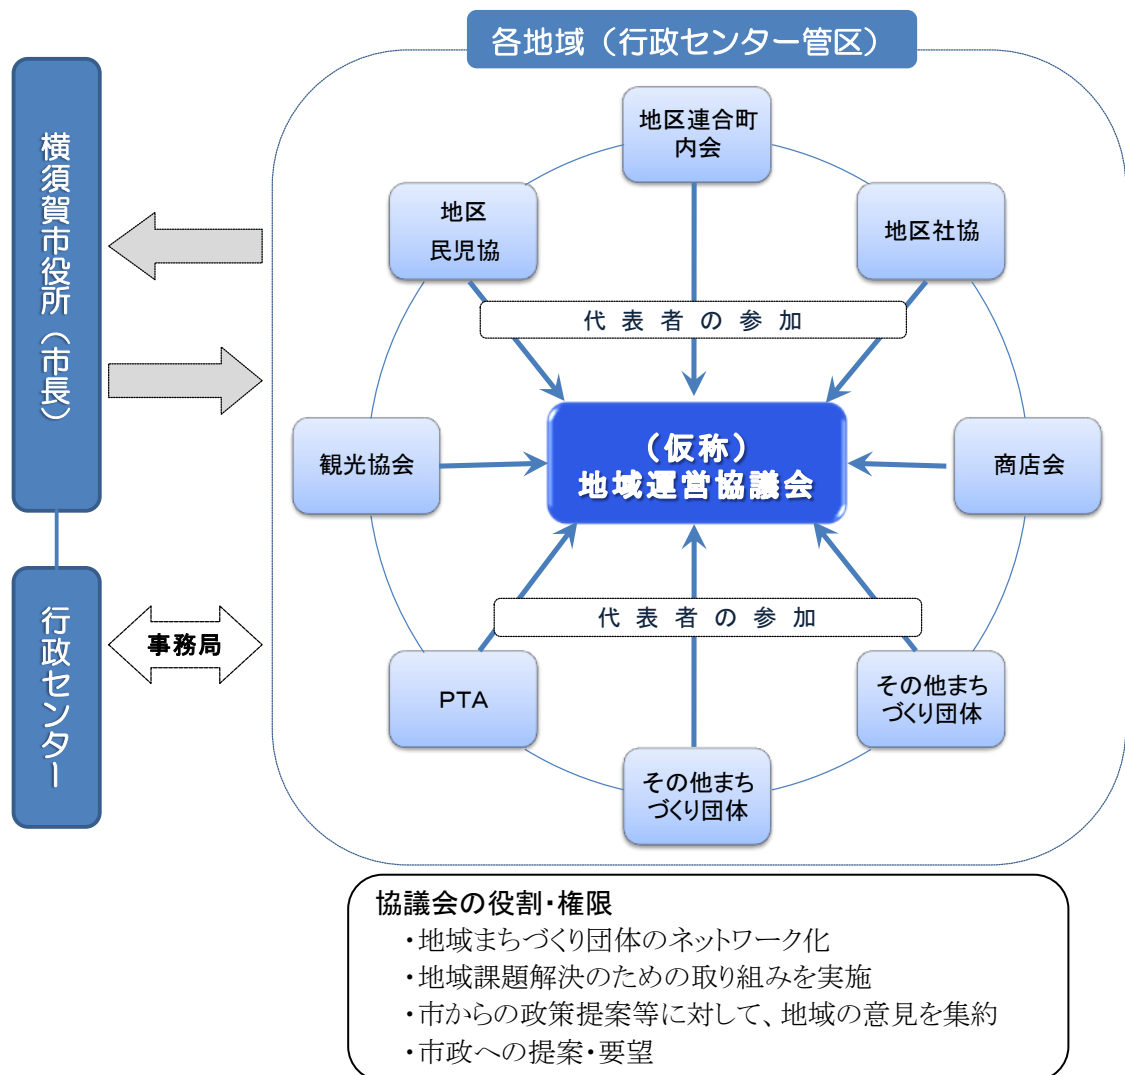 各地域（行政センター管区）
横須賀市役所（市長）
行政センター
事務局
地区連合町
内会
地区
民児協
地区社協
代表者の参加
観光協会
（仮称）
地域運営協議会
商店会
代表者の参加
PTA
その他まち
づくり団体
その他まち
づくり団体
協議会の役割・権限
・地域まちづくり団体のネットワーク化
・地域課題解決のための取り組みを実施
・市からの政策提案等に対して、地域の意見を集約
・市政への提案・要望